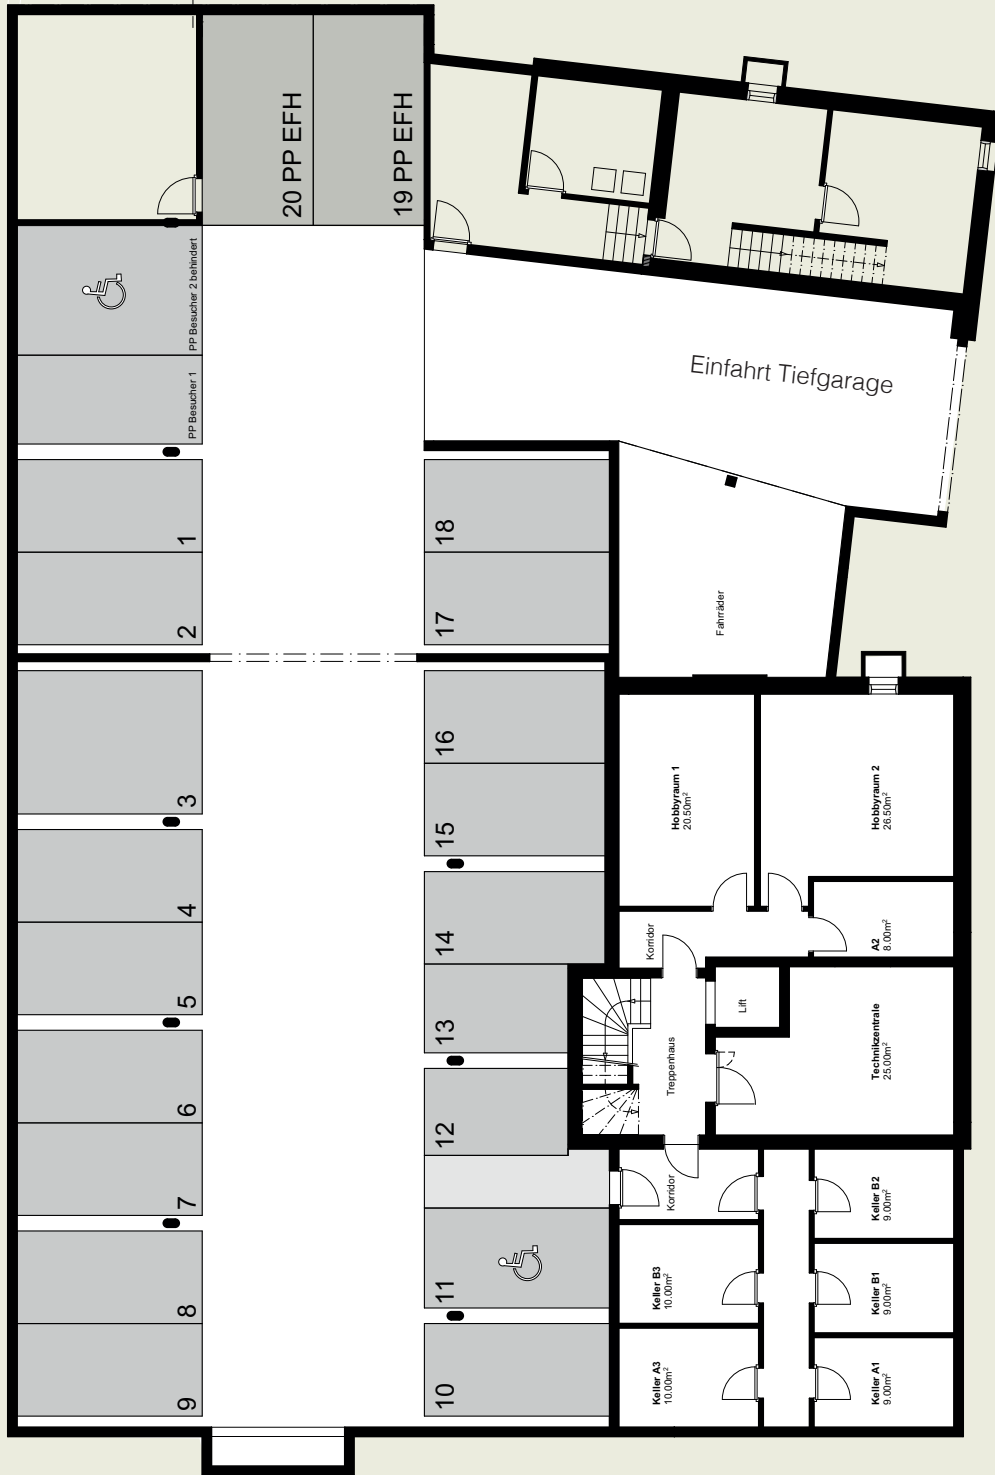 20 PP EFH
19 PP EFH
PP Besucher 2 behindert
PP Besucher 1
Einfahrt Tiefgarage
1
18
2
17
Fahrräder
3
16
Hobbyraum 1
20.50m²
Hobbyraum 2
26.50m²
15
4
14
Korridor
A2
8.00m²
5
13
Lift
Treppenhaus
Technikzentrale
25.00m²
6
12
7
Korridor
Keller B2
9.00m²
8
11
Keller B3
10.00m²
Keller B1
9.00m²
9
10
Keller A3
10.00m²
Keller A1
9.00m²